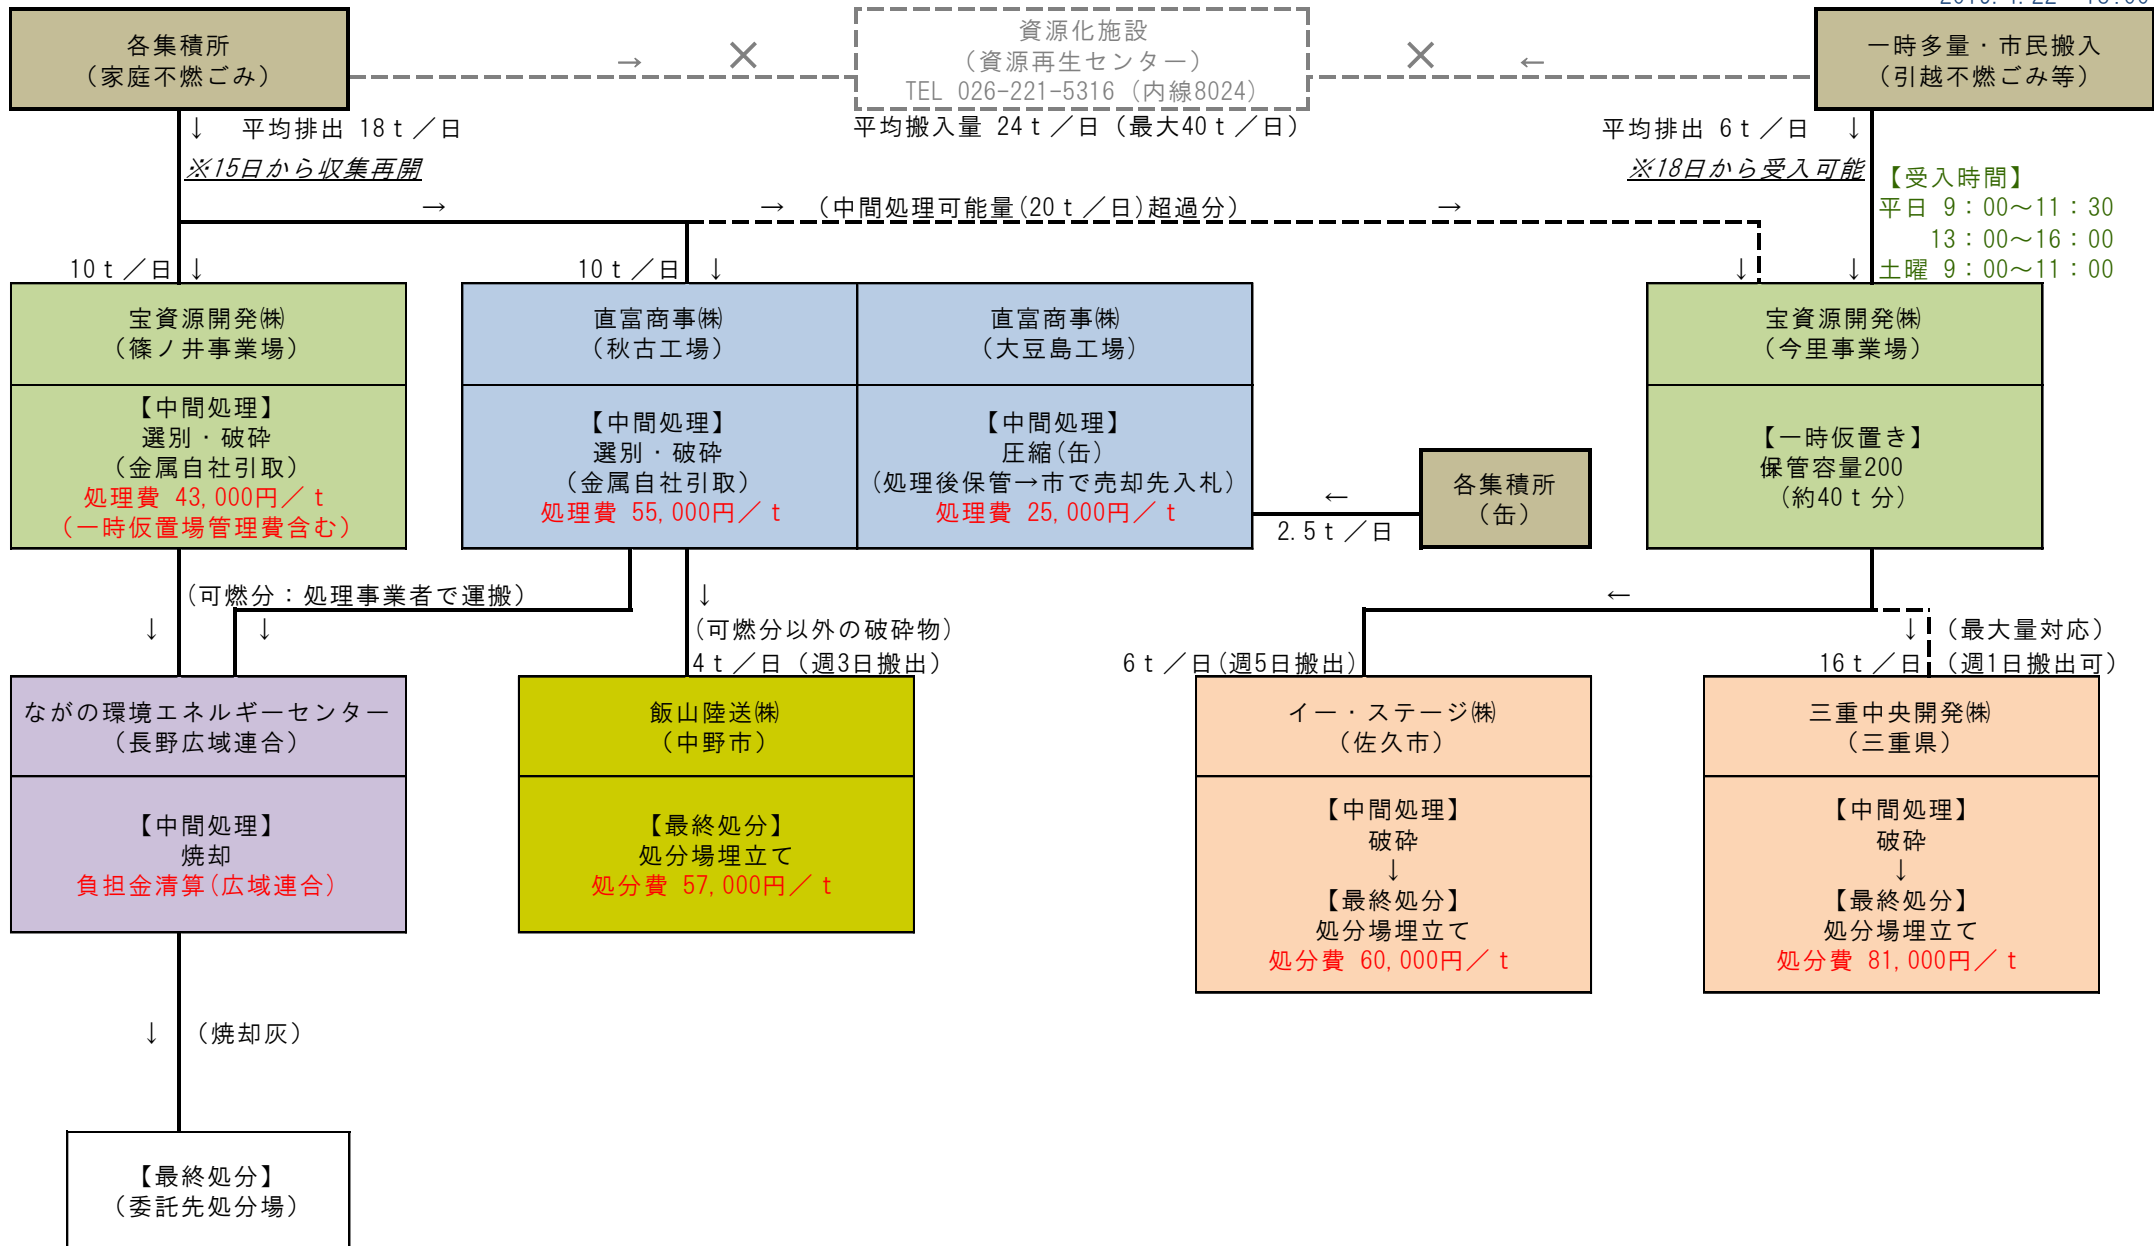 各集積所
（家庭不燃ごみ）
→
×
資源化施設
（資源再生センター）
TEL 026-221-5316（内線8024）
×
←
一時多量・市民搬入
（引越不燃ごみ等）
↓ 平均排出 18ｔ／日
※15日から収集再開
平均搬入量 24ｔ／日（最大40ｔ／日）
平均排出 6ｔ／日 ↓
※18日から受入可能
【受入時間】
平日 9：00～11：30
13：00～16：00
土曜 9：00～11：00
→
→ （中間処理可能量(20ｔ／日)超過分） →
10ｔ／日 ↓
10ｔ／日 ↓
↓
↓
宝資源開発㈱
（篠ノ井事業場）
【中間処理】
選別・破砕
（金属自社引取）
処理費 43,000円／ｔ
（一時仮置場管理費含む）
直富商事㈱
（秋古工場）
【中間処理】
選別・破砕
（金属自社引取）
処理費 55,000円／ｔ
直富商事㈱
（大豆島工場）
【中間処理】
圧縮(缶)
(処理後保管→市で売却先入札)
処理費 25,000円／ｔ
←
2.5ｔ／日
各集積所
（缶）
宝資源開発㈱
（今里事業場）
【一時仮置き】
保管容量200
（約40ｔ分）
(可燃分：処理事業者で運搬）
↓
↓
↓
(可燃分以外の破砕物）
4ｔ／日（週3日搬出）
←
6ｔ／日(週5日搬出)
↓ （最大量対応）
16ｔ／日 （週1日搬出可）
ながの環境エネルギーセンター
（長野広域連合）
【中間処理】
焼却
負担金清算(広域連合)
飯山陸送㈱
（中野市）
【最終処分】
処分場埋立て
処分費 57,000円／ｔ
イー・ステージ㈱
（佐久市）
【中間処理】
破砕
↓
【最終処分】
処分場埋立て
処分費 60,000円／ｔ
三重中央開発㈱
（三重県）
【中間処理】
破砕
↓
【最終処分】
処分場埋立て
処分費 81,000円／ｔ
↓ （焼却灰）
【最終処分】
（委託先処分場）